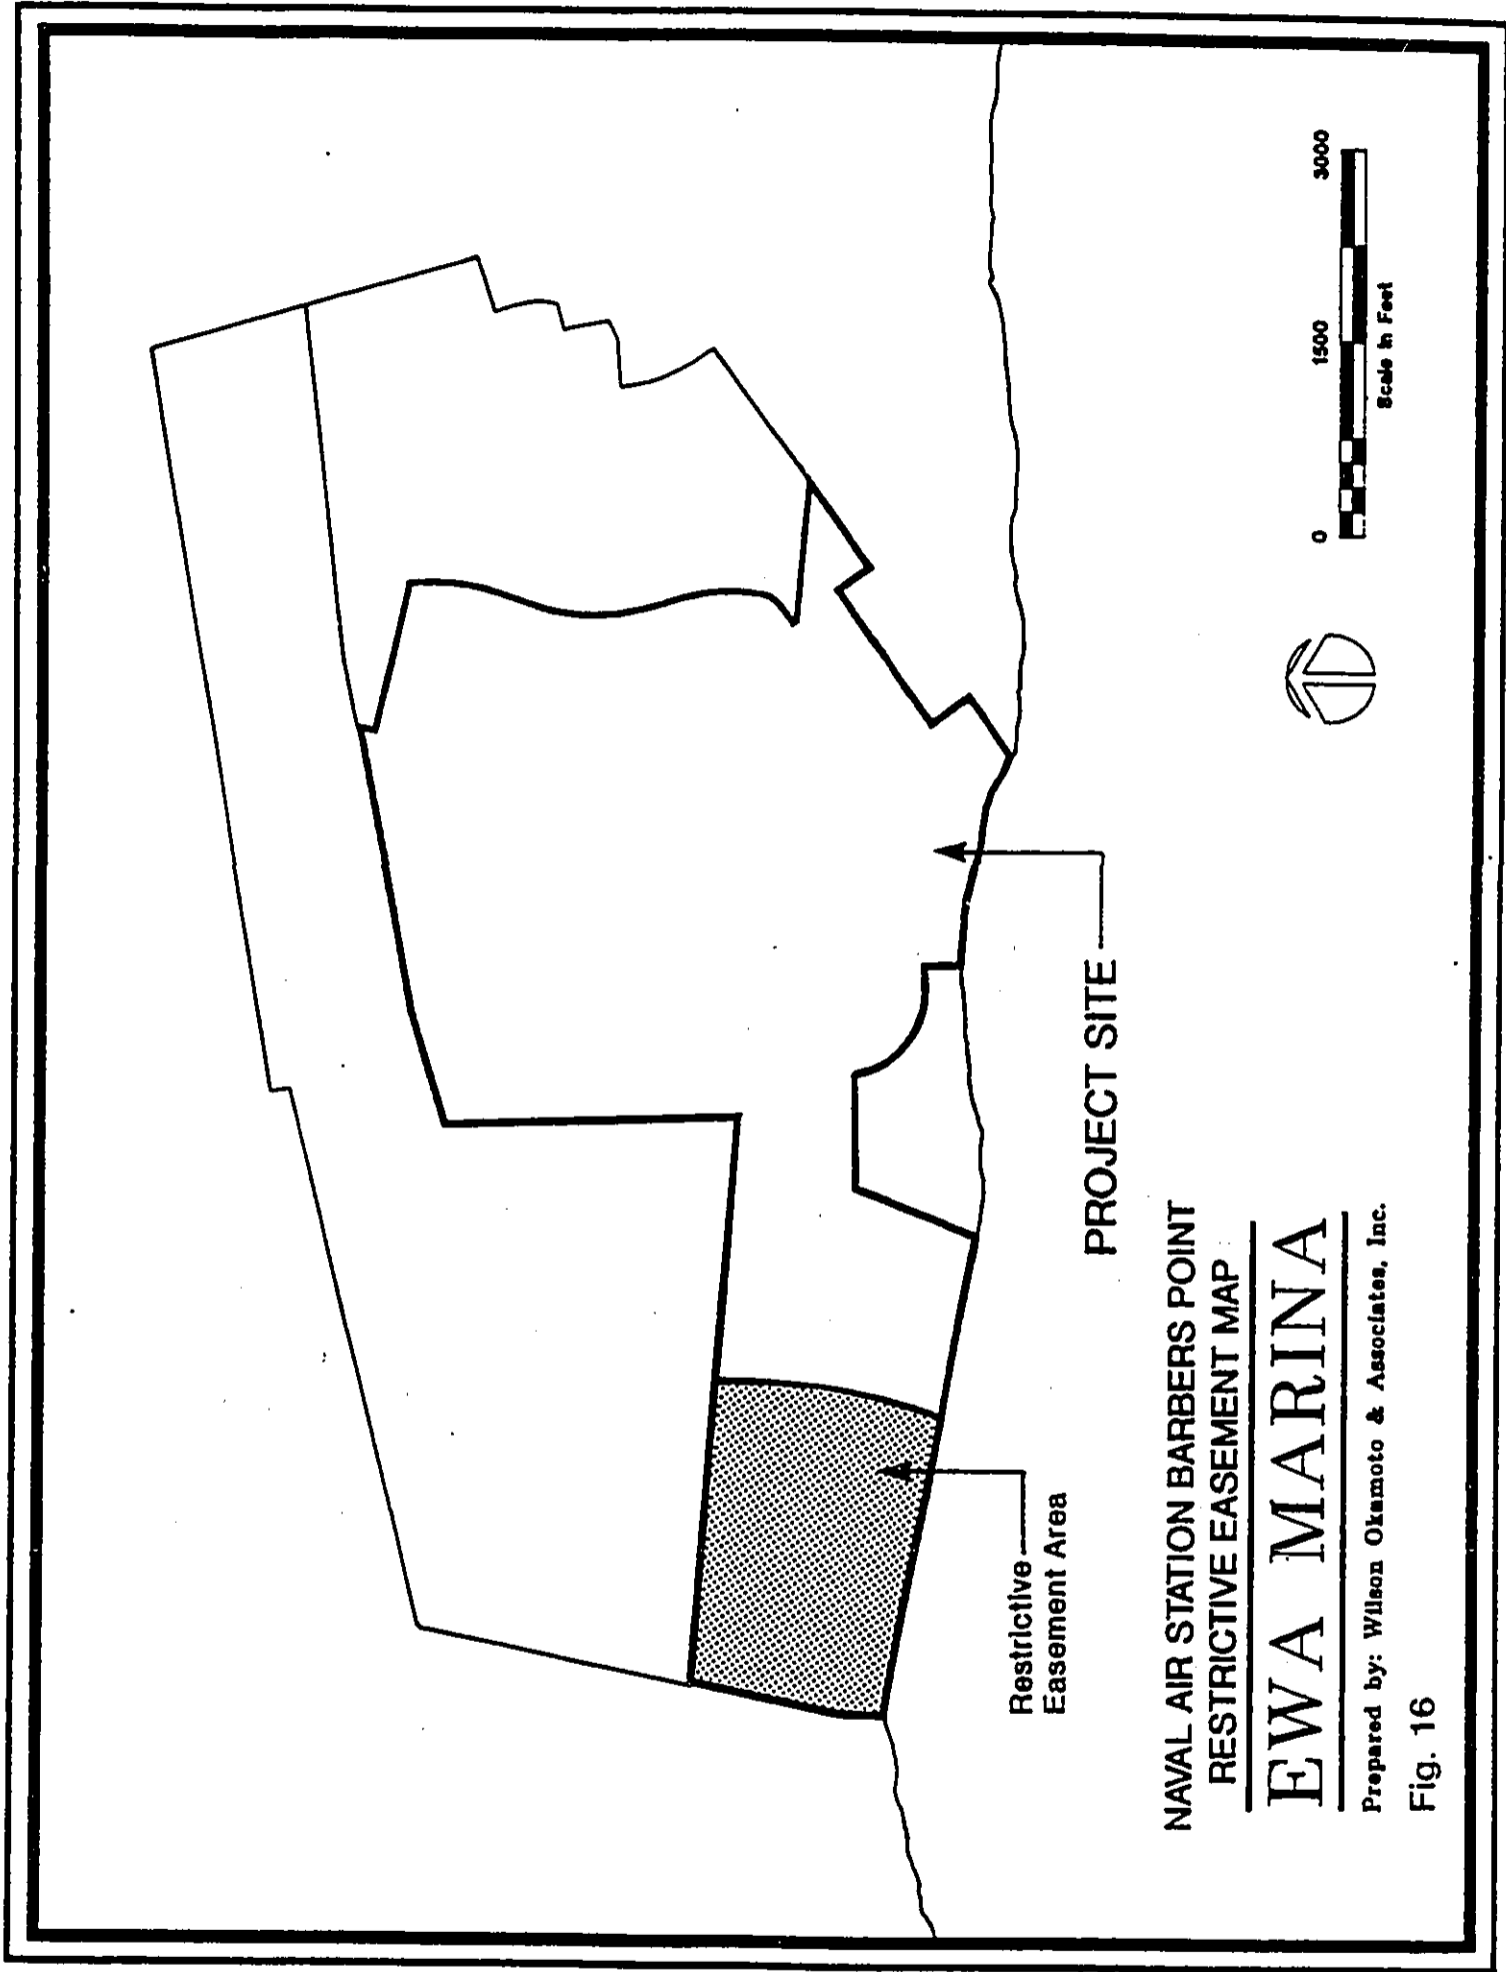 PROJECT SITE
Restrictive
Easement Area
NAVAL AIR STATION BARBERS POINT
RESTRICTIVE EASEMENT MAP
EWA MARINA
Prepared by: Wilson Okamoto & Associates, Inc.
Fig. 16
0 1500 3000
Scale in Feet